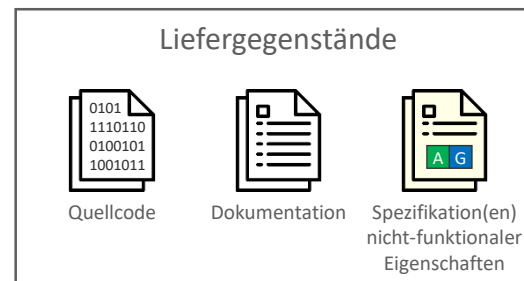 Liefergegenstände
0101
1110110
0100101
1001011
A G
Quellcode
Dokumentation
Spezifikation(en)
nicht-funktionaler
Eigenschaften